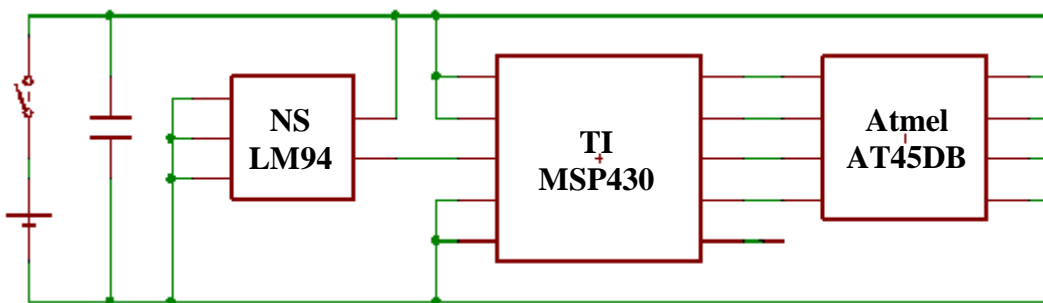 NS
LM94
TI
MSP430
Atmel
AT45DB